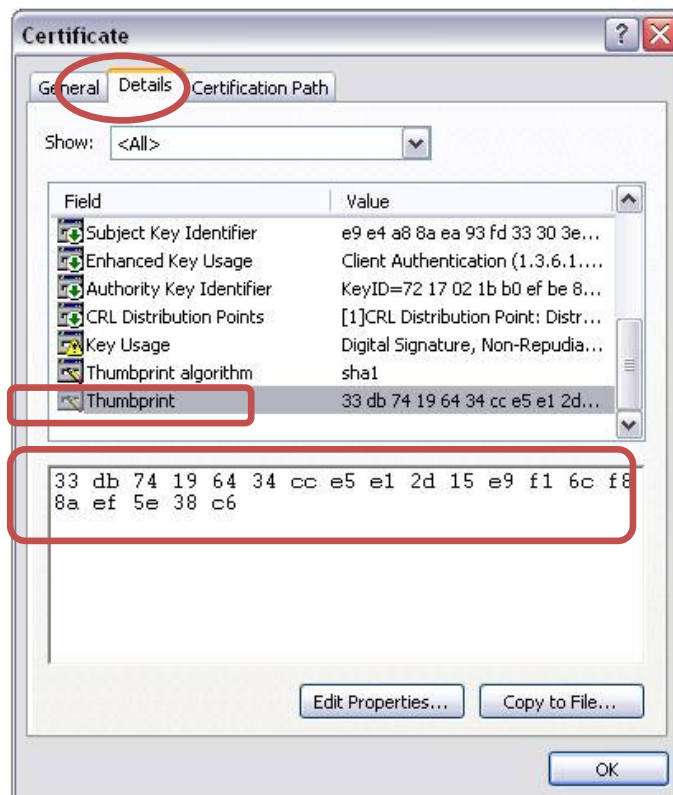 Certificate
General Details Certification Path
Show: <All>
Field Value
Subject Key Identifier e9 e4 a8 8a ea 93 fd 33 30 3e...
Enhanced Key Usage Client Authentication (1.3.6.1....
Authority Key Identifier KeyID=72 17 02 1b b0 ef be 8...
CRL Distribution Points [1]CRL Distribution Point: Distr...
Key Usage Digital Signature, Non-Repudia...
Thumbprint algorithm sha1
Thumbprint 33 db 74 19 64 34 cc e5 e1 2d...
33 db 74 19 64 34 cc e5 e1 2d 15 e9 f1 6c f8
8a ef 5e 38 c6
Edit Properties... Copy to File...
OK